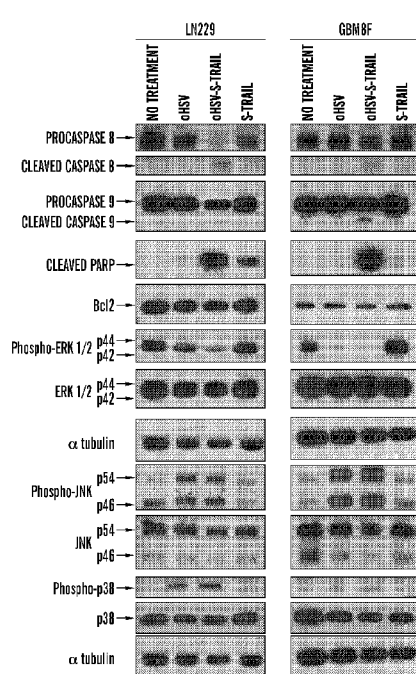 LN229 GBM8F
NO TREATMENT oHSV oHSV-S-TRAIL S-TRAIL NO TREATMENT oHSV oHSV-S-TRAIL S-TRAIL
PROCASPASE 8
CLEAVED CASPASE 8
PROCASPASE 9
CLEAVED CASPASE 9
CLEAVED PARP
Bcl2
Phospho-ERK 1/2 p44
p42
ERK 1/2 p44
p42
α tubulin
p54
Phospho-JNK
p46
p54
JNK
p46
Phospho-p38
p38
α tubulin